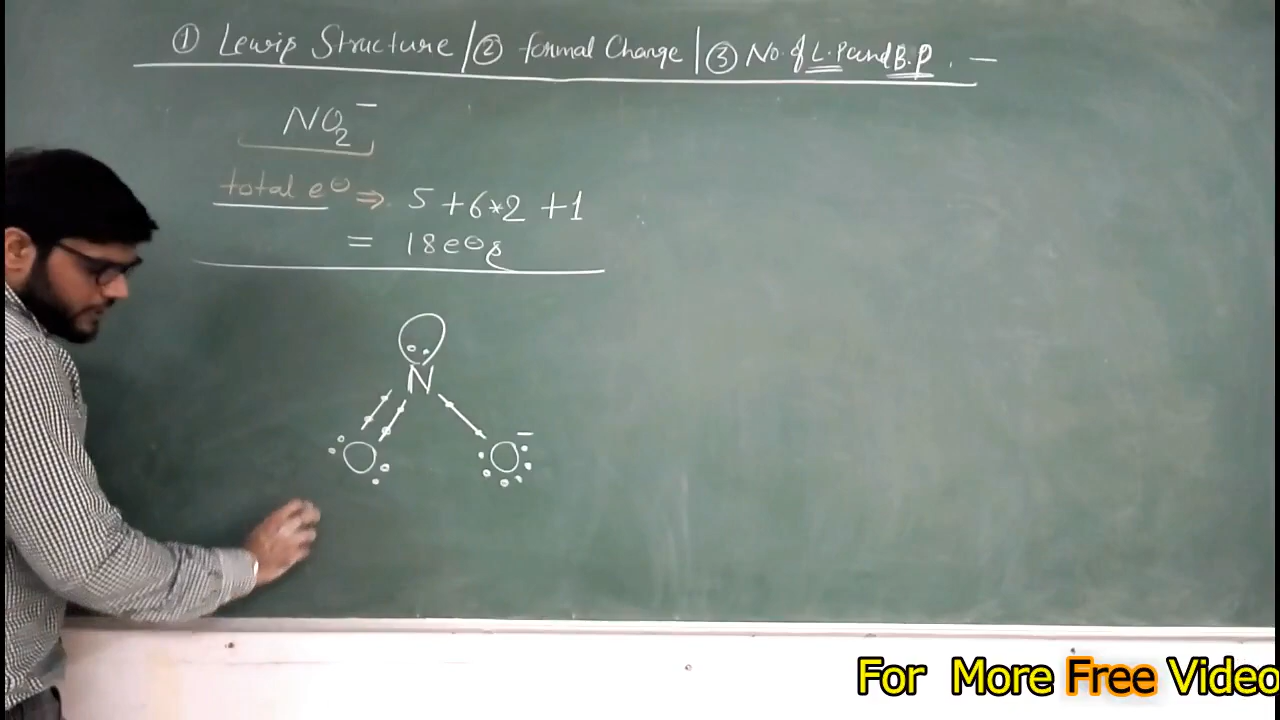 ① Lewis Structure / ② formal Change | ③ No. of L.P and B.P. —
NO₂⁻
total e⊖ ⇒ 5 + 6*2 + 1
= 18e⊖s
N
O O⁻
For More Free Video